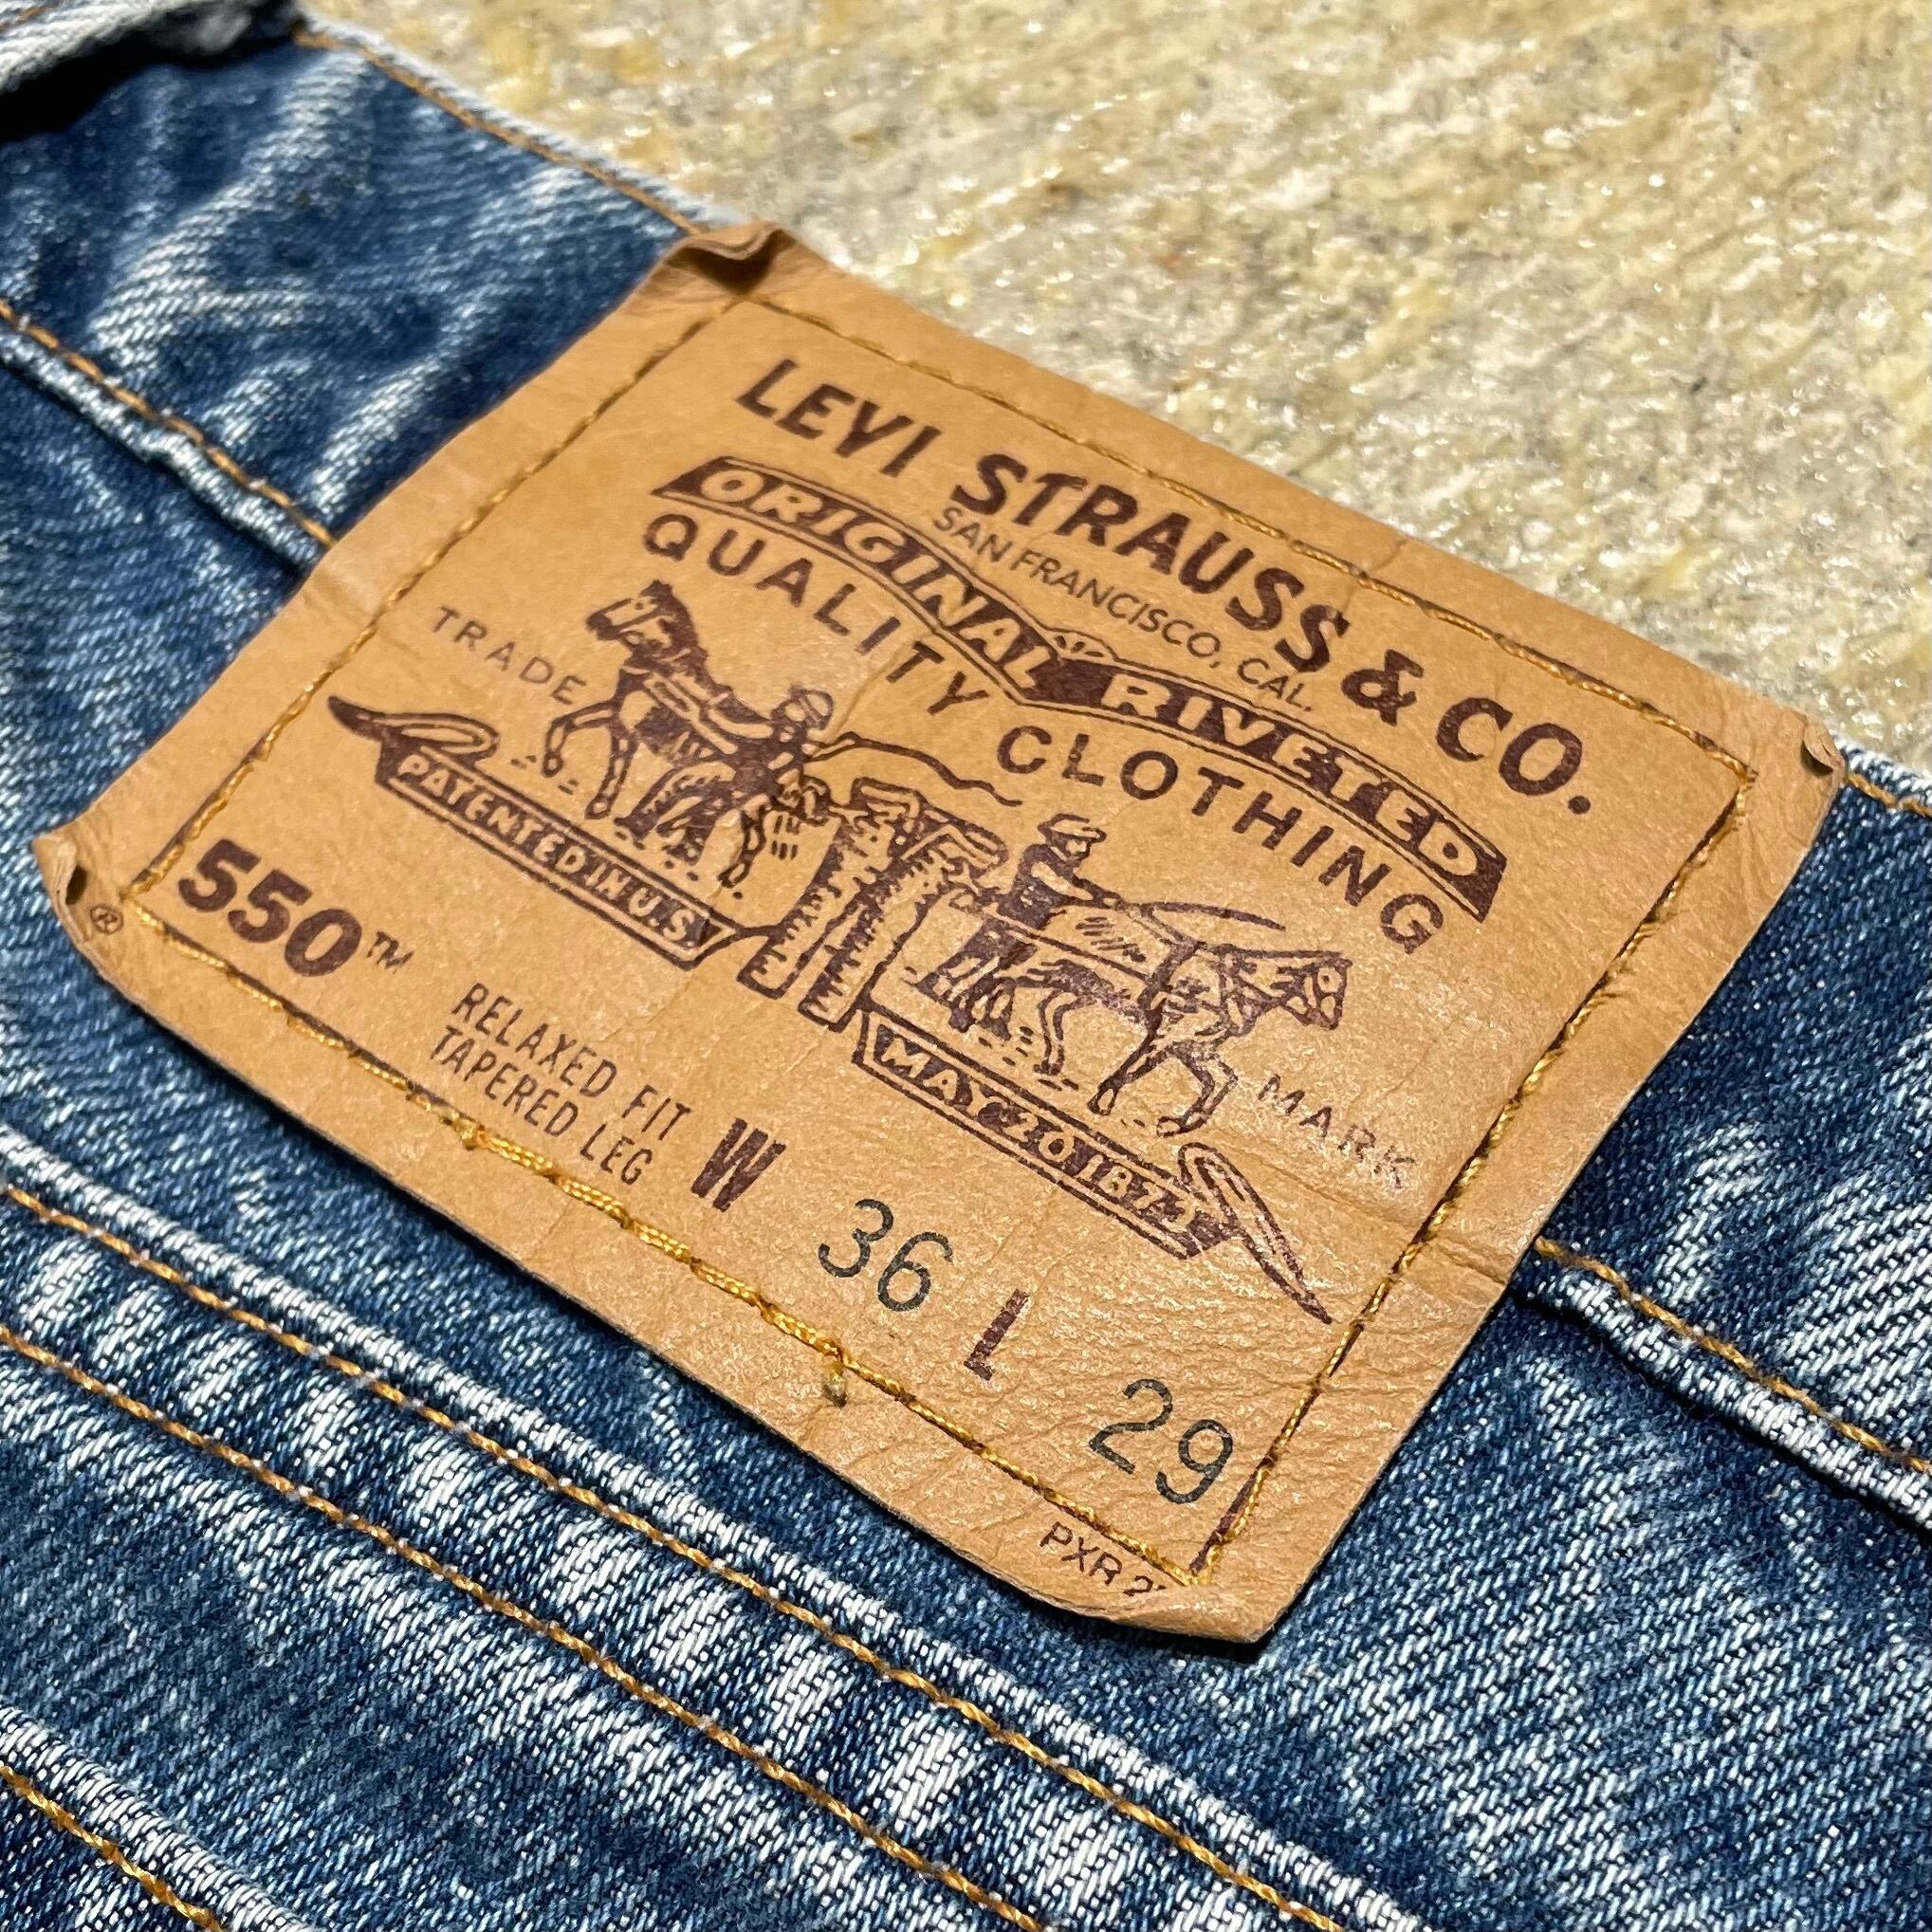 LEVI STRAUSS & CO.
SAN FRANCISCO, CAL.
ORIGINAL RIVETED
QUALITY CLOTHING
TRADE MARK
PATENTED IN U.S.
MAY 20 1873
®
550™
RELAXED FIT
TAPERED LEG
W 36 L 29
PXR